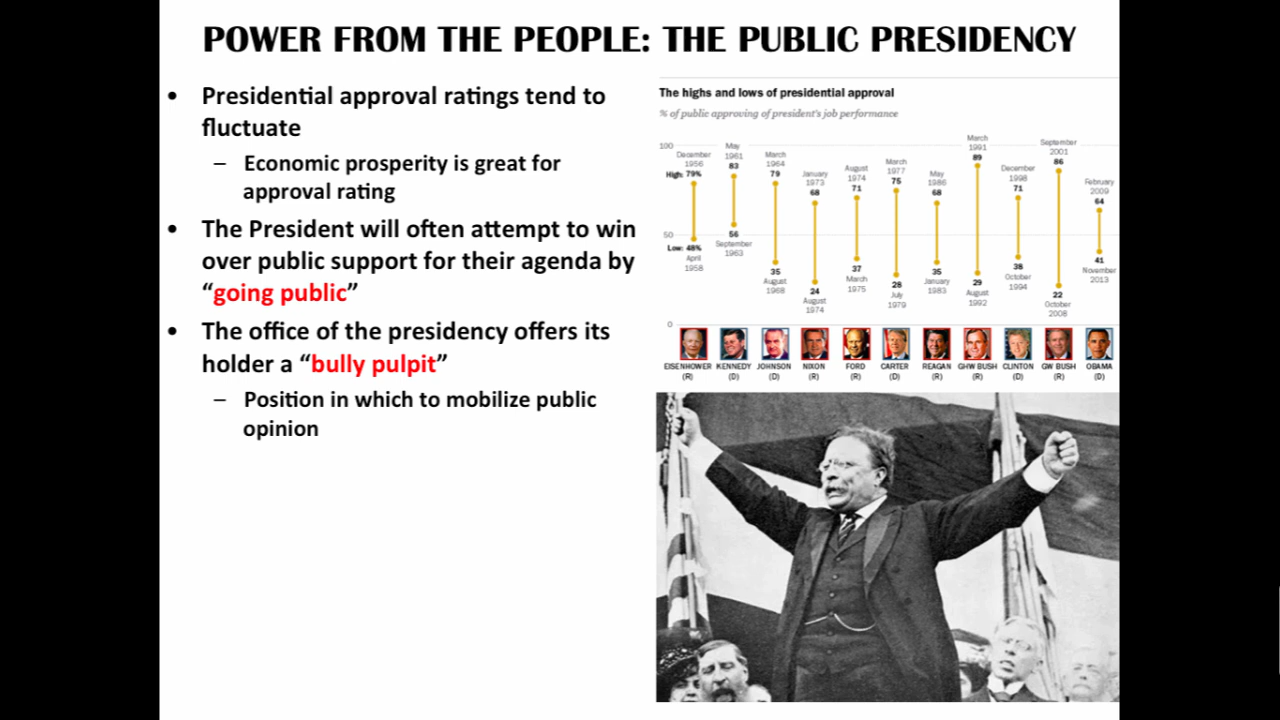 POWER FROM THE PEOPLE: THE PUBLIC PRESIDENCY
• Presidential approval ratings tend to
fluctuate
– Economic prosperity is great for
approval rating
• The President will often attempt to win
over public support for their agenda by
“going public”
• The office of the presidency offers its
holder a “bully pulpit”
– Position in which to mobilize public
opinion
The highs and lows of presidential approval
% of public approving of president's job performance
100
50
0
December
1956
High: 79%
Low: 48%
April
1958
EISENHOWER
(R)
May
1961
83
56
September
1963
KENNEDY
(D)
March
1964
79
35
August
1968
JOHNSON
(D)
January
1973
68
24
August
1974
NIXON
(R)
August
1974
71
37
March
1975
FORD
(R)
March
1977
75
28
July
1979
CARTER
(D)
May
1986
68
35
January
1983
REAGAN
(R)
March
1991
89
29
August
1992
GHW BUSH
(R)
December
1998
71
38
October
1994
CLINTON
(D)
September
2001
86
22
October
2008
GW BUSH
(R)
February
2009
64
41
November
2013
OBAMA
(D)